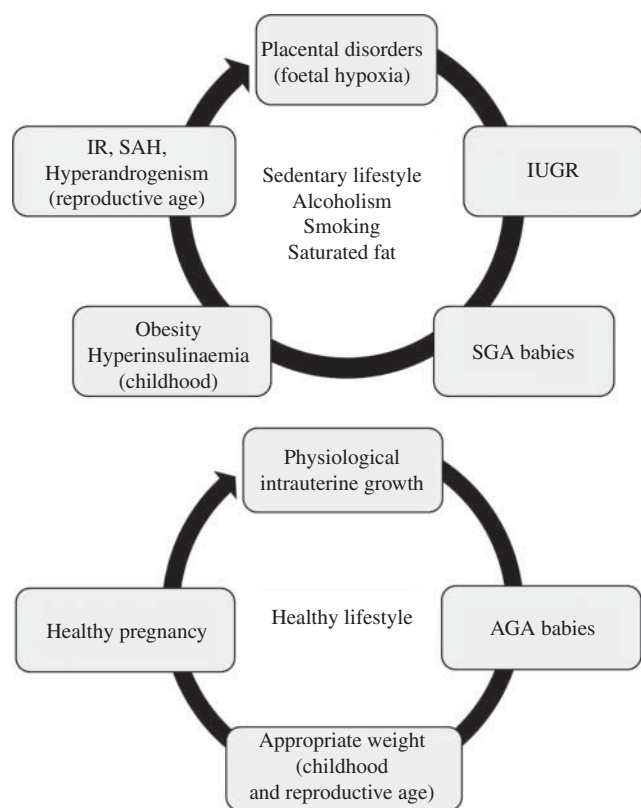 Placental disorders
(foetal hypoxia)
IR, SAH,
Hyperandrogenism
(reproductive age)
IUGR
Sedentary lifestyle
Alcoholism
Smoking
Saturated fat
Obesity
Hyperinsulinaemia
(childhood)
SGA babies
Physiological
intrauterine growth
Healthy pregnancy
Healthy lifestyle
AGA babies
Appropriate weight
(childhood
and reproductive age)